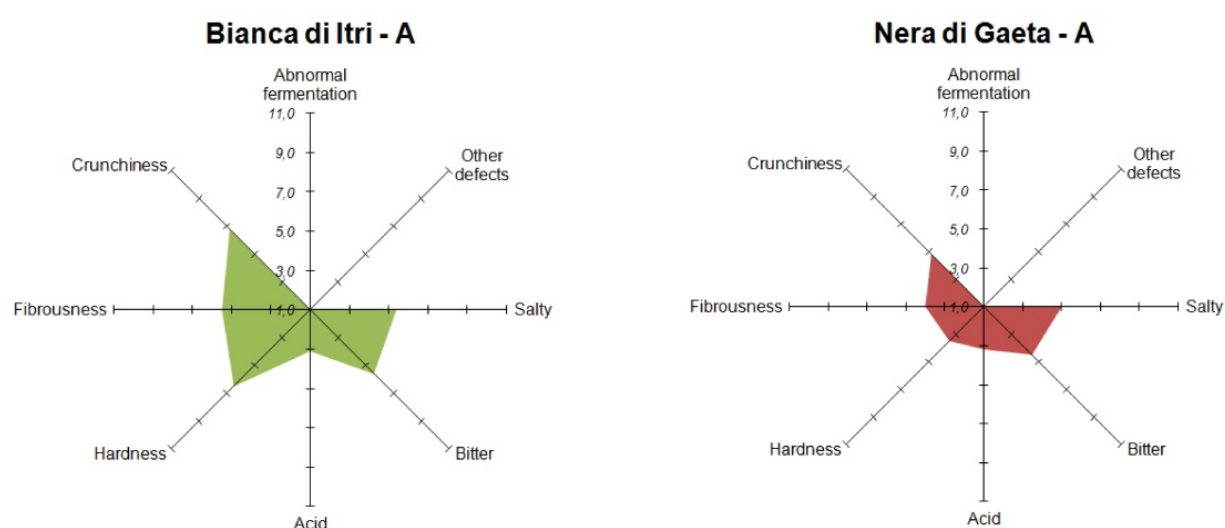 Bianca di Itri - A
Abnormal
fermentation
11,0
9,0
7,0
5,0
3,0
1,0
Other
defects
Salty
Bitter
Acid
Hardness
Fibrousness
Crunchiness
Nera di Gaeta - A
Abnormal
fermentation
11,0
9,0
7,0
5,0
3,0
1,0
Other
defects
Salty
Bitter
Acid
Hardness
Fibrousness
Crunchiness